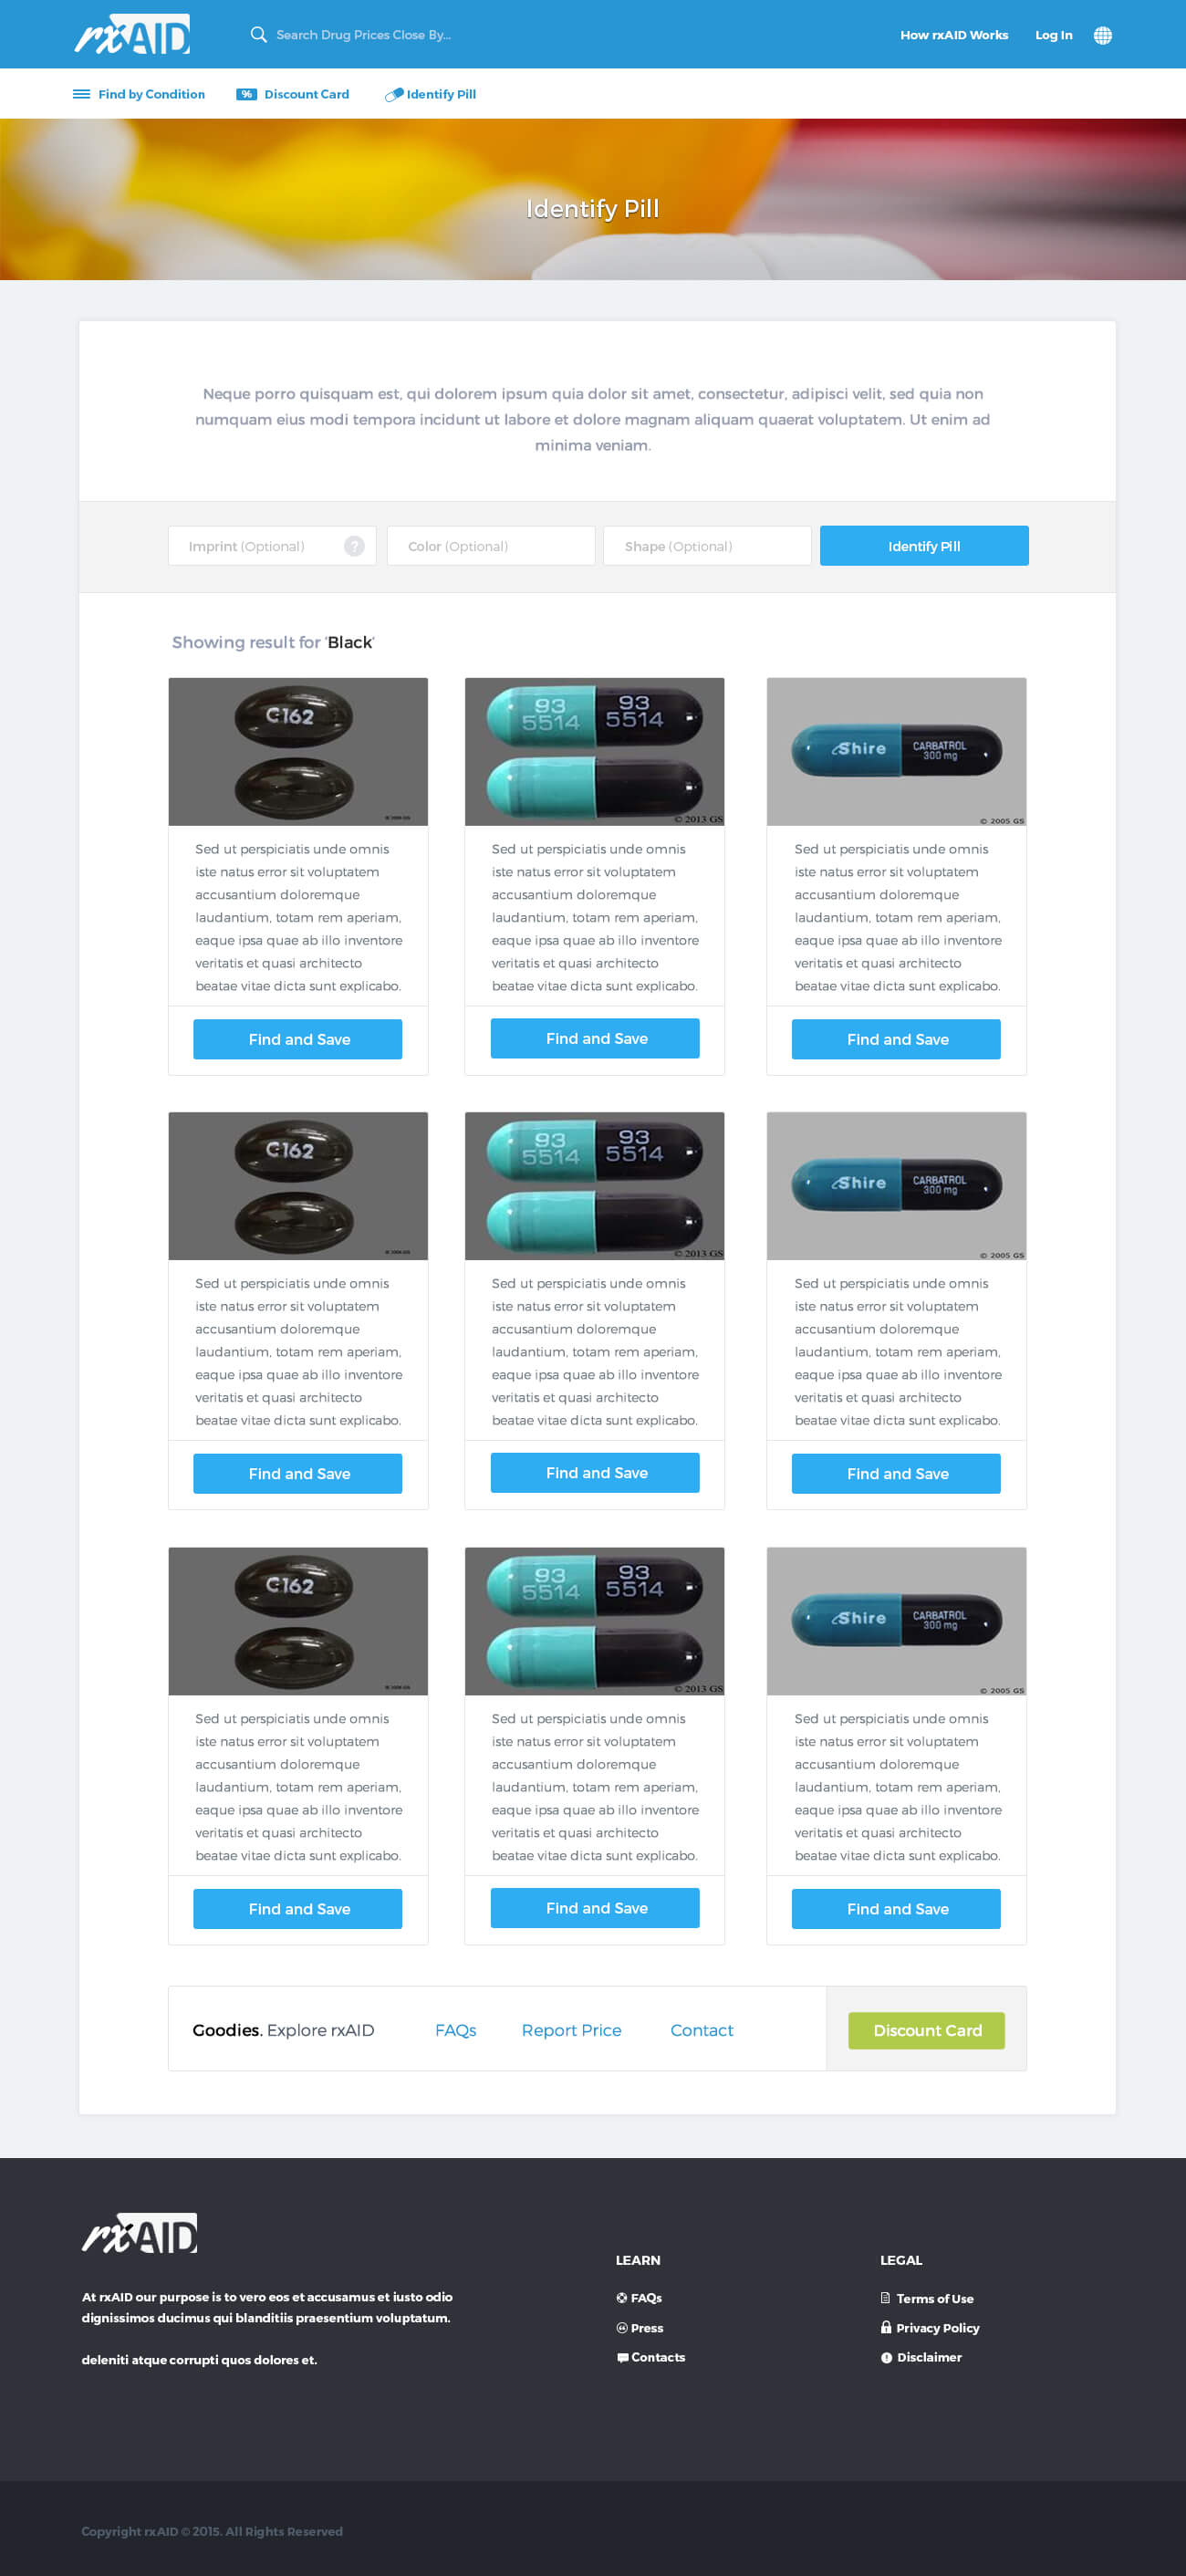 rxAID
Search Drug Prices Close By...
How rxAID Works
Log In
Find by Condition
%
Discount Card
Identify Pill
Identify Pill
Neque porro quisquam est, qui dolorem ipsum quia dolor sit amet, consectetur, adipisci velit, sed quia non
numquam eius modi tempora incidunt ut labore et dolore magnam aliquam quaerat voluptatem. Ut enim ad
minima veniam.
Imprint (Optional)
?
Color (Optional)
Shape (Optional)
Identify Pill
Showing result for 'Black'
C162
93
5514
93
5514
© 2013 GS
Shire
CARBATROL
300 mg
© 2005 GS
Sed ut perspiciatis unde omnis
iste natus error sit voluptatem
accusantium doloremque
laudantium, totam rem aperiam,
eaque ipsa quae ab illo inventore
veritatis et quasi architecto
beatae vitae dicta sunt explicabo.
Find and Save
Sed ut perspiciatis unde omnis
iste natus error sit voluptatem
accusantium doloremque
laudantium, totam rem aperiam,
eaque ipsa quae ab illo inventore
veritatis et quasi architecto
beatae vitae dicta sunt explicabo.
Find and Save
Sed ut perspiciatis unde omnis
iste natus error sit voluptatem
accusantium doloremque
laudantium, totam rem aperiam,
eaque ipsa quae ab illo inventore
veritatis et quasi architecto
beatae vitae dicta sunt explicabo.
Find and Save
C162
93
5514
93
5514
© 2013 GS
Shire
CARBATROL
300 mg
© 2005 GS
Sed ut perspiciatis unde omnis
iste natus error sit voluptatem
accusantium doloremque
laudantium, totam rem aperiam,
eaque ipsa quae ab illo inventore
veritatis et quasi architecto
beatae vitae dicta sunt explicabo.
Find and Save
Sed ut perspiciatis unde omnis
iste natus error sit voluptatem
accusantium doloremque
laudantium, totam rem aperiam,
eaque ipsa quae ab illo inventore
veritatis et quasi architecto
beatae vitae dicta sunt explicabo.
Find and Save
Sed ut perspiciatis unde omnis
iste natus error sit voluptatem
accusantium doloremque
laudantium, totam rem aperiam,
eaque ipsa quae ab illo inventore
veritatis et quasi architecto
beatae vitae dicta sunt explicabo.
Find and Save
C162
93
5514
93
5514
© 2013 GS
Shire
CARBATROL
300 mg
© 2005 GS
Sed ut perspiciatis unde omnis
iste natus error sit voluptatem
accusantium doloremque
laudantium, totam rem aperiam,
eaque ipsa quae ab illo inventore
veritatis et quasi architecto
beatae vitae dicta sunt explicabo.
Find and Save
Sed ut perspiciatis unde omnis
iste natus error sit voluptatem
accusantium doloremque
laudantium, totam rem aperiam,
eaque ipsa quae ab illo inventore
veritatis et quasi architecto
beatae vitae dicta sunt explicabo.
Find and Save
Sed ut perspiciatis unde omnis
iste natus error sit voluptatem
accusantium doloremque
laudantium, totam rem aperiam,
eaque ipsa quae ab illo inventore
veritatis et quasi architecto
beatae vitae dicta sunt explicabo.
Find and Save
Goodies. Explore rxAID
FAQs
Report Price
Contact
Discount Card
rxAID
At rxAID our purpose is to vero eos et accusamus et iusto odio
dignissimos ducimus qui blanditiis praesentium voluptatum.
deleniti atque corrupti quos dolores et.
LEARN
FAQs
Press
Contacts
LEGAL
Terms of Use
Privacy Policy
Disclaimer
Copyright rxAID © 2015. All Rights Reserved